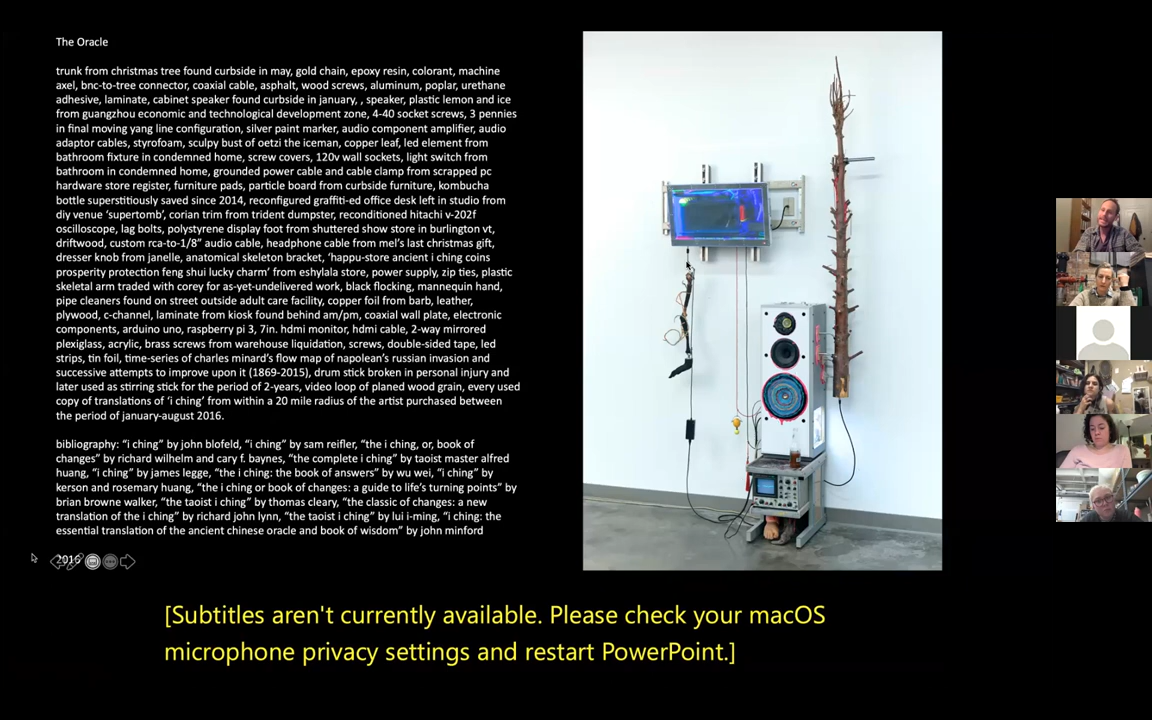 The Oracle
trunk from christmas tree found curbside in may, gold chain, epoxy resin, colorant, machine
axel, bnc-to-tree connector, coaxial cable, asphalt, wood screws, aluminum, poplar, urethane
adhesive, laminate, cabinet speaker found curbside in january, , speaker, plastic lemon and ice
from guangzhou economic and technological development zone, 4-40 socket screws, 3 pennies
in final moving yang line configuration, silver paint marker, audio component amplifier, audio
adaptor cables, styrofoam, sculpy bust of oetzi the iceman, copper leaf, led element from
bathroom fixture in condemned home, screw covers, 120v wall sockets, light switch from
bathroom in condemned home, grounded power cable and cable clamp from scrapped pc
hardware store register, furniture pads, particle board from curbside furniture, kombucha
bottle superstitiously saved since 2014, reconfigured graffiti-ed office desk left in studio from
diy venue ‘supertomb’, corian trim from trident dumpster, reconditioned hitachi v-202f
oscilloscope, lag bolts, polystyrene display foot from shuttered show store in burlington vt,
driftwood, custom rca-to-1/8” audio cable, headphone cable from mel’s last christmas gift,
dresser knob from janelle, anatomical skeleton bracket, ‘happu-store ancient i ching coins
prosperity protection feng shui lucky charm’ from eshylala store, power supply, zip ties, plastic
skeletal arm traded with corey for as-yet-undelivered work, black flocking, mannequin hand,
pipe cleaners found on street outside adult care facility, copper foil from barb, leather,
plywood, c-channel, laminate from kiosk found behind am/pm, coaxial wall plate, electronic
components, arduino uno, raspberry pi 3, 7in. hdmi monitor, hdmi cable, 2-way mirrored
plexiglass, acrylic, brass screws from warehouse liquidation, screws, double-sided tape, led
strips, tin foil, time-series of charles minard’s flow map of napolean’s russian invasion and
successive attempts to improve upon it (1869-2015), drum stick broken in personal injury and
later used as stirring stick for the period of 2-years, video loop of planed wood grain, every used
copy of translations of ‘i ching’ from within a 20 mile radius of the artist purchased between
the period of january-august 2016.
bibliography: “i ching” by john blofeld, “i ching” by sam reifler, “the i ching, or, book of
changes” by richard wilhelm and cary f. baynes, “the complete i ching” by taoist master alfred
huang, “i ching” by james legge, “the i ching: the book of answers” by wu wei, “i ching” by
kerson and rosemary huang, “the i ching or book of changes: a guide to life’s turning points” by
brian browne walker, “the taoist i ching” by thomas cleary, “the classic of changes: a new
translation of the i ching” by richard john lynn, “the taoist i ching” by lui i-ming, “i ching: the
essential translation of the ancient chinese oracle and book of wisdom” by john minford
2016
[Subtitles aren't currently available. Please check your macOS
microphone privacy settings and restart PowerPoint.]